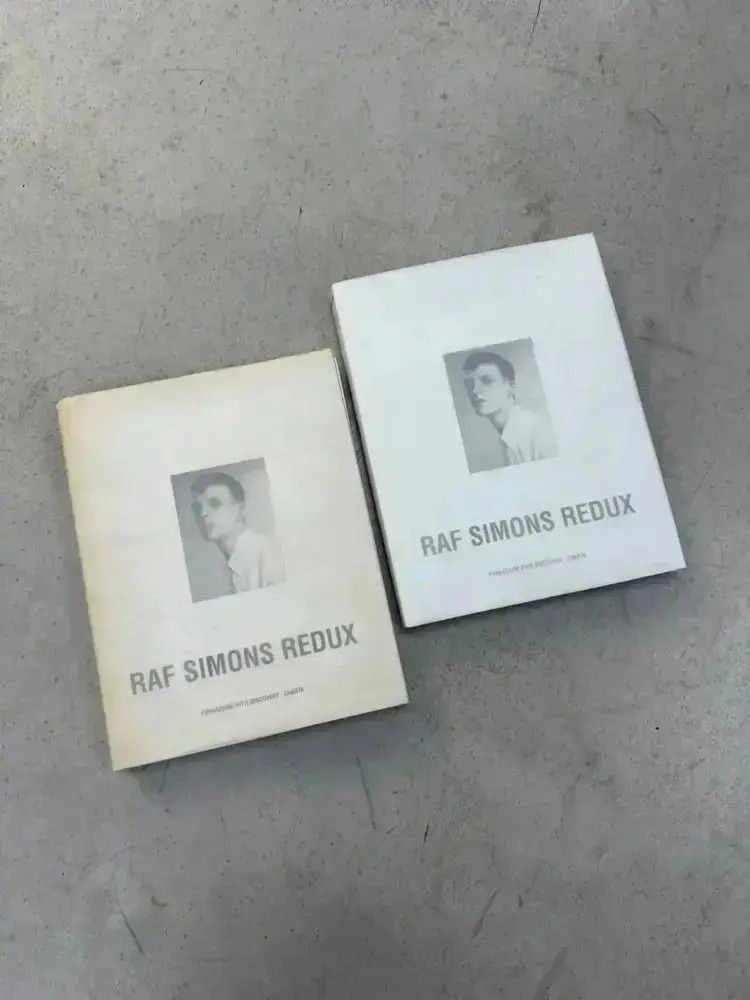 RAF SIMONS REDUX
FONDAZIONE PITTI DISCOVERY CHARTA
RAF SIMONS REDUX
FONDAZIONE PITTI DISCOVERY CHARTA